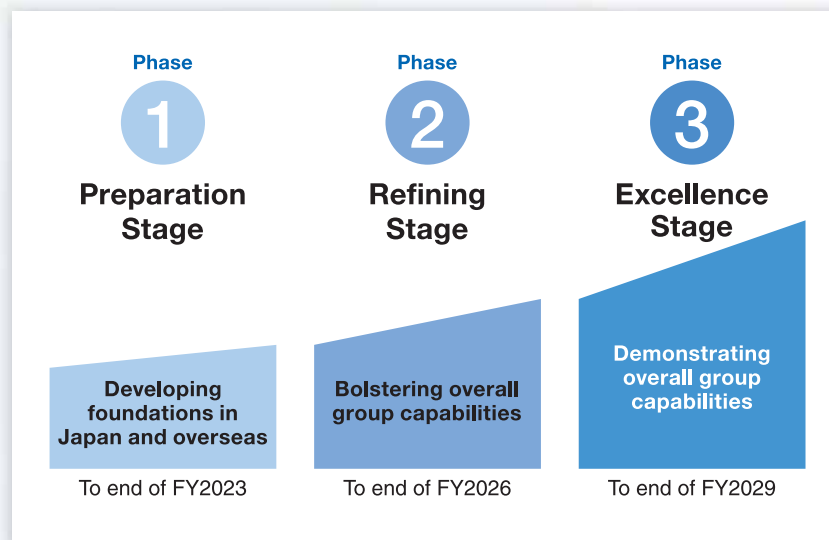 Phase
1
Preparation
Stage
Developing
foundations in
Japan and overseas
To end of FY2023
Phase
2
Refining
Stage
Bolstering overall
group capabilities
To end of FY2026
Phase
3
Excellence
Stage
Demonstrating
overall group
capabilities
To end of FY2029